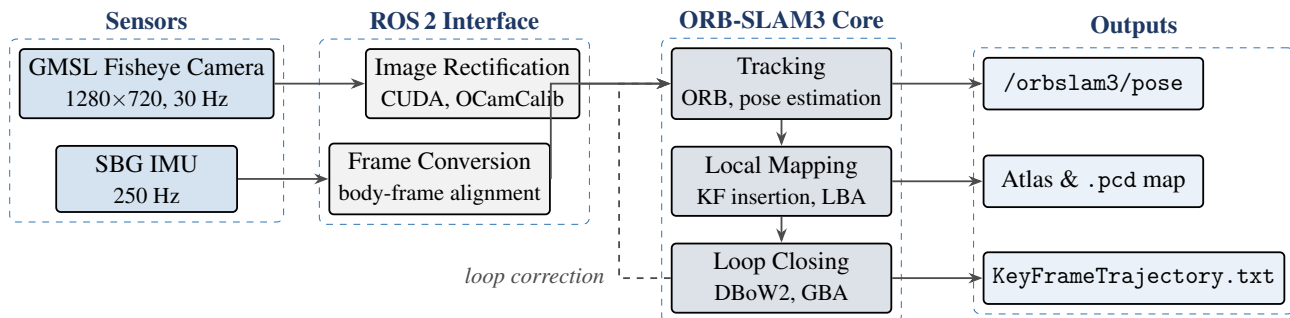 Sensors
GMSL Fisheye Camera
1280×720, 30 Hz
SBG IMU
250 Hz
ROS 2 Interface
Image Rectification
CUDA, OCamCalib
Frame Conversion
body-frame alignment
ORB-SLAM3 Core
Tracking
ORB, pose estimation
Local Mapping
KF insertion, LBA
Loop Closing
DBoW2, GBA
loop correction
Outputs
/orbslam3/pose
Atlas & .pcd map
KeyFrameTrajectory.txt